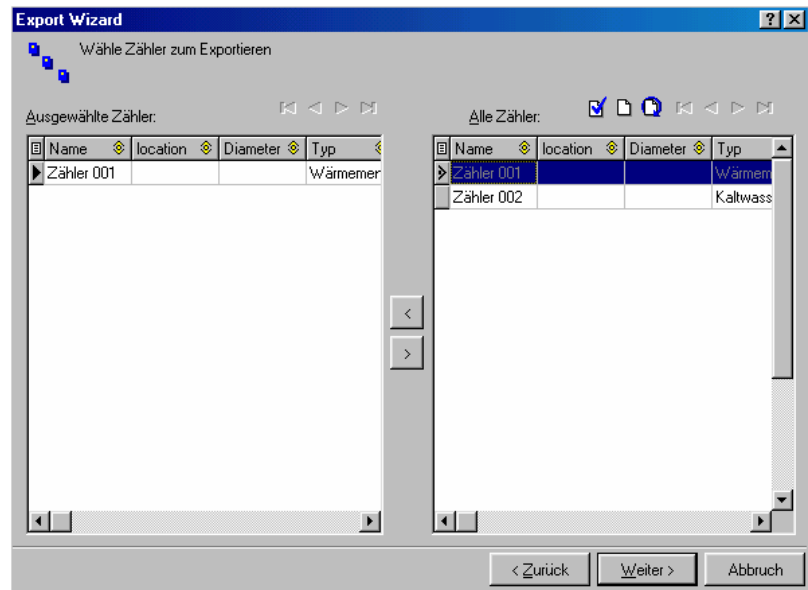 Export Wizard
Wähle Zähler zum Exportieren
Ausgewählte Zähler:
Name location Diameter Typ
Zähler 001 Wärmemer
Alle Zähler:
Name location Diameter Typ
Zähler 001 Wärmem
Zähler 002 Kaltwass
<
>
< Zurück
Weiter >
Abbruch